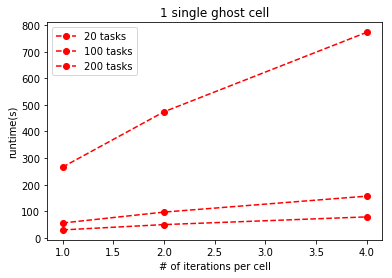 1 single ghost cell
20 tasks
100 tasks
200 tasks
runtime(s)
800
700
600
500
400
300
200
100
0
1.0 1.5 2.0 2.5 3.0 3.5 4.0
# of iterations per cell